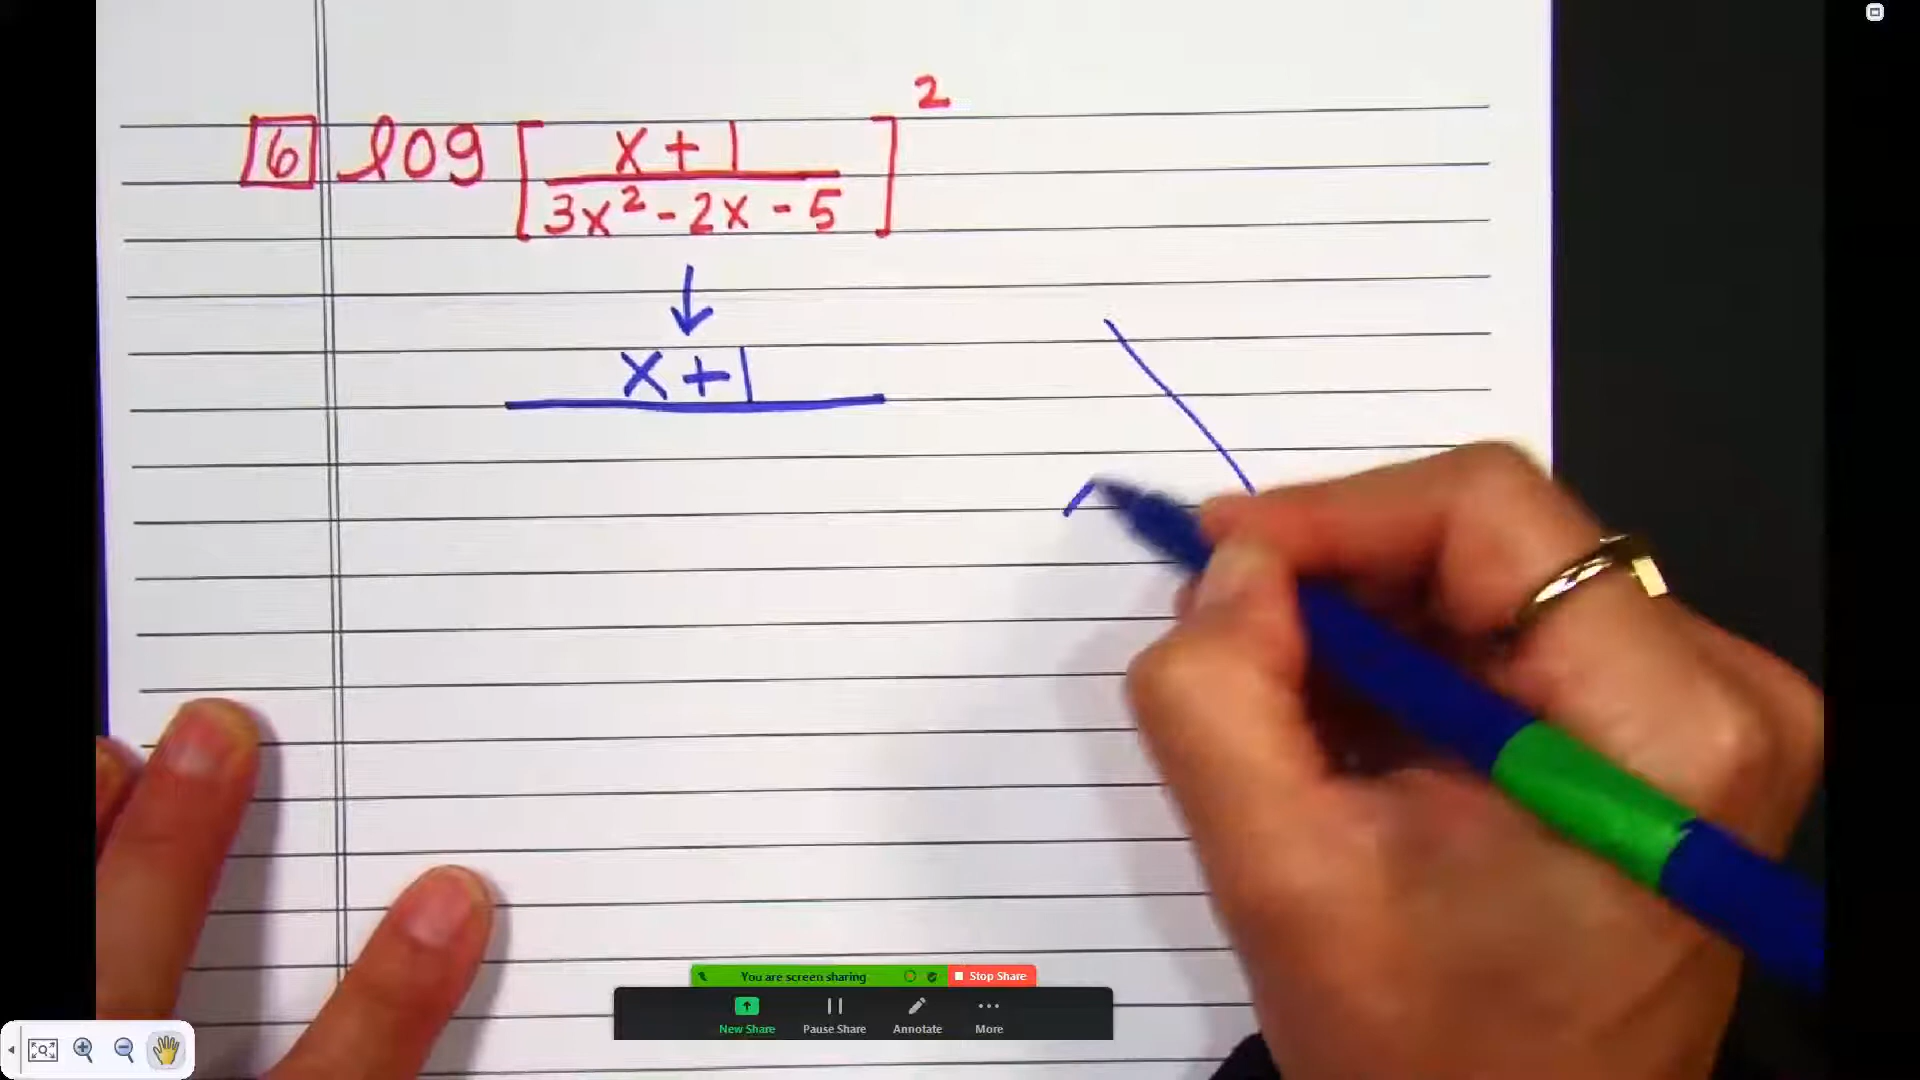 6 log [ x + 1 / 3x² - 2x - 5 ]²
↓
x + 1
You are screen sharing
Stop Share
New Share
Pause Share
Annotate
More